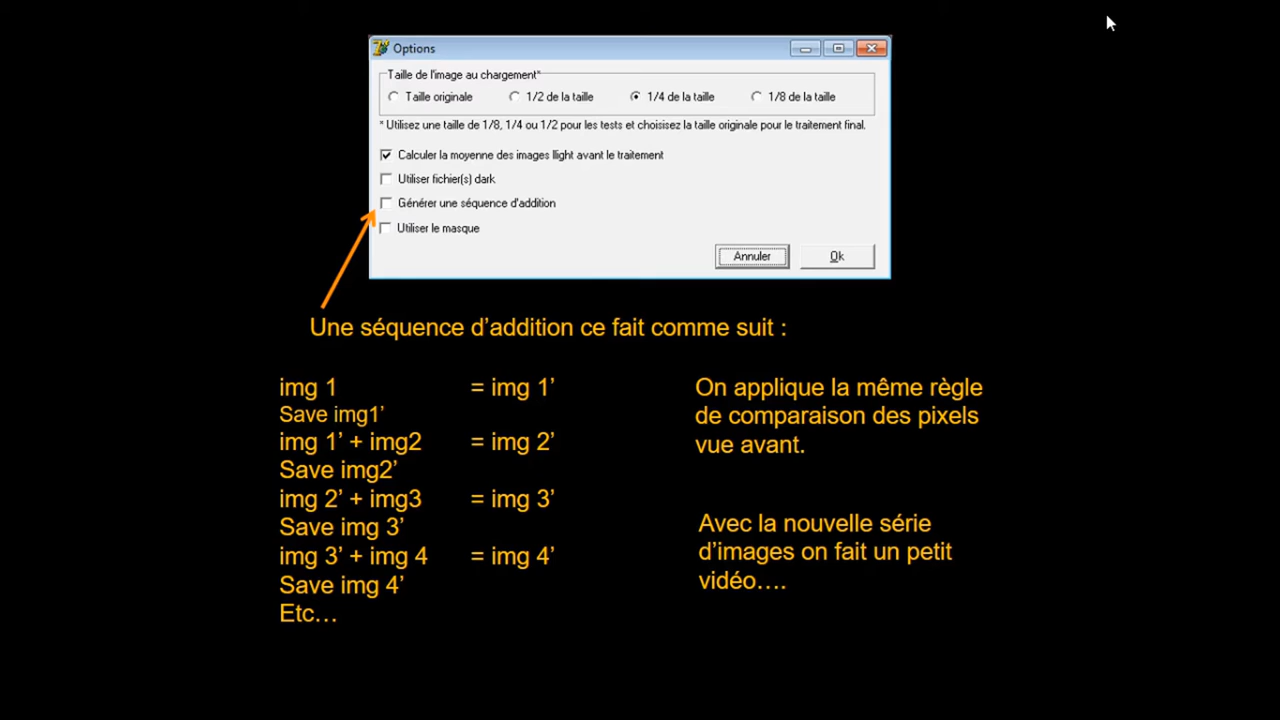 Options
Taille de l'image au chargement*
Taille originale
1/2 de la taille
1/4 de la taille
1/8 de la taille
* Utilisez une taille de 1/8, 1/4 ou 1/2 pour les tests et choisisez la taille originale pour le traitement final.
Calculer la moyenne des images llight avant le traitement
Utiliser fichier(s) dark
Générer une séquence d'addition
Utiliser le masque
Annuler
Ok
Une séquence d’addition ce fait comme suit :
img 1 = img 1’
Save img1’
img 1’ + img2 = img 2’
Save img2’
img 2’ + img3 = img 3’
Save img 3’
img 3’ + img 4 = img 4’
Save img 4’
Etc…
On applique la même règle
de comparaison des pixels
vue avant.
Avec la nouvelle série
d’images on fait un petit
vidéo….